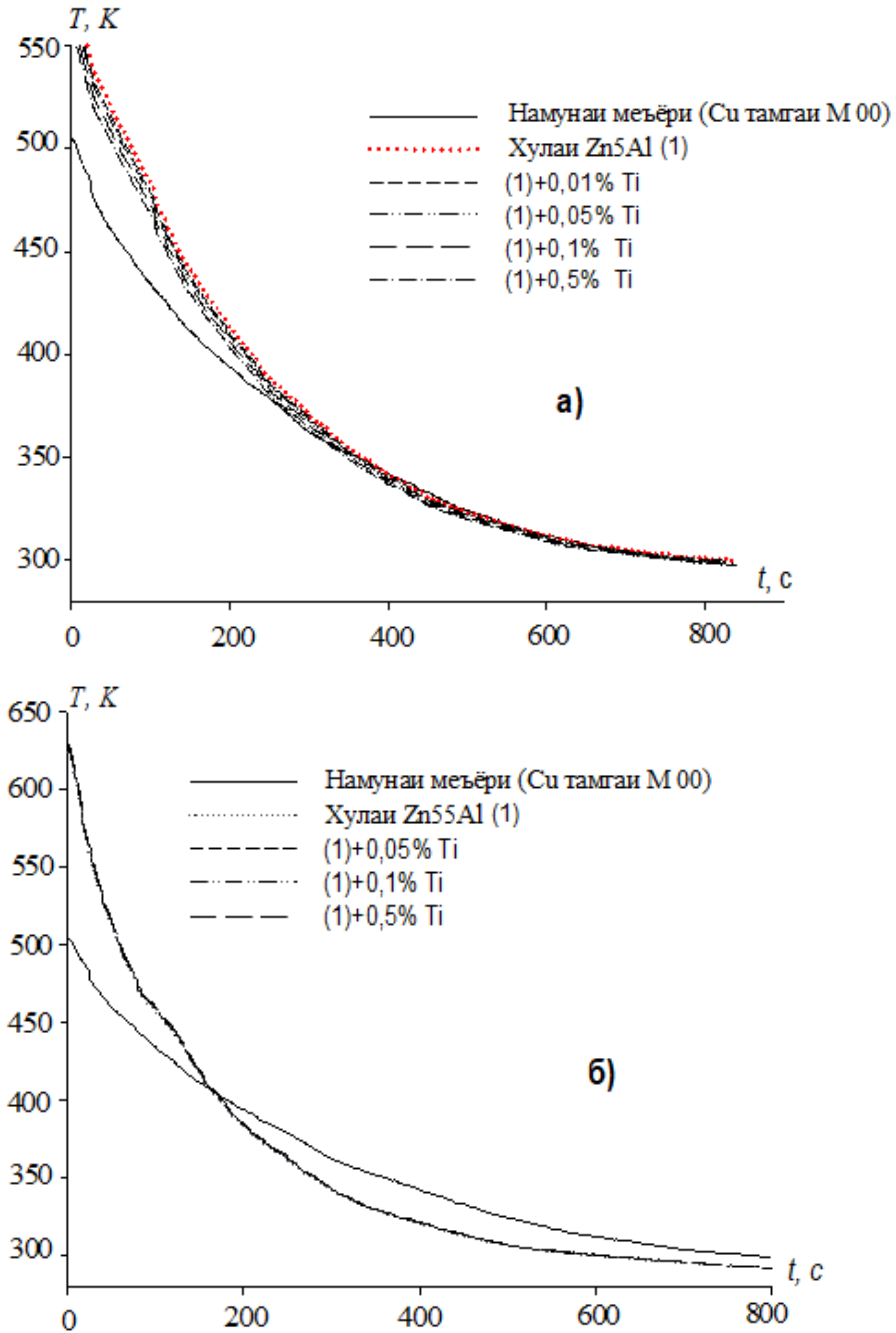 T, K
550
500
450
400
350
300
Намунаи меъёри (Cu тамгаи М 00)
Хулаи Zn5Al (1)
(1)+0,01% Ti
(1)+0,05% Ti
(1)+0,1% Ti
(1)+0,5% Ti
а)
t, c
0 200 400 600 800
T, K
650
600
550
500
450
400
350
300
Намунаи меъёри (Cu тамгаи М 00)
Хулаи Zn55Al (1)
(1)+0,05% Ti
(1)+0,1% Ti
(1)+0,5% Ti
б)
t, c
0 200 400 600 800